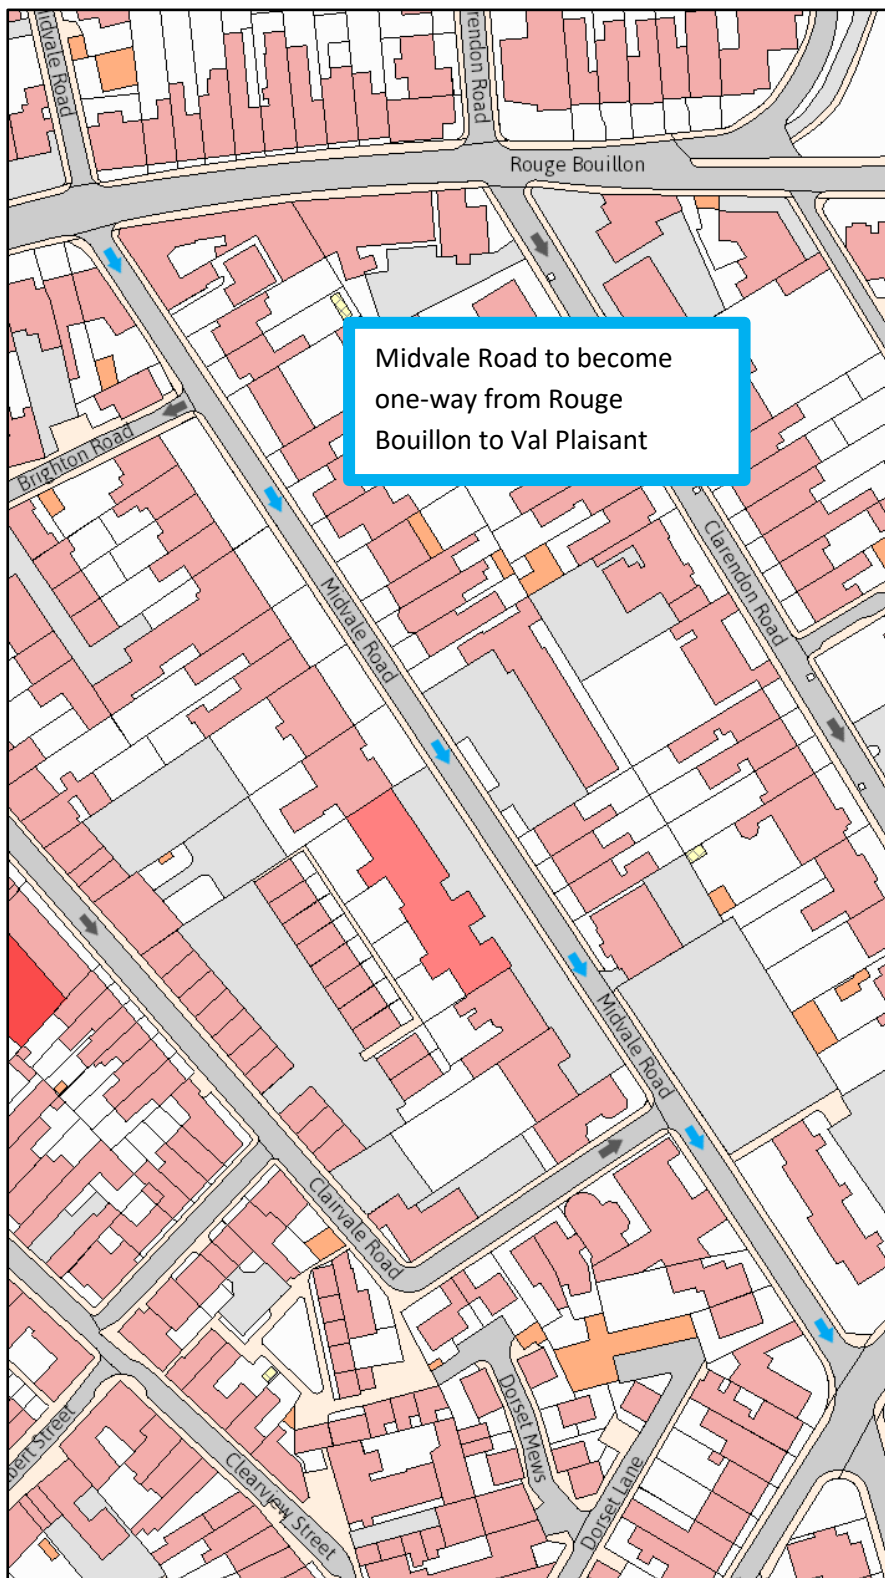 idvale Road
rendon Road
Rouge Bouillon
Midvale Road to become
one-way from Rouge
Bouillon to Val Plaisant
Brighton Road
Midvale Road
Clarendon Road
Midvale Road
Clairvale Road
Dorset Mews
Dorset Lane
bert Street
Clearview Street